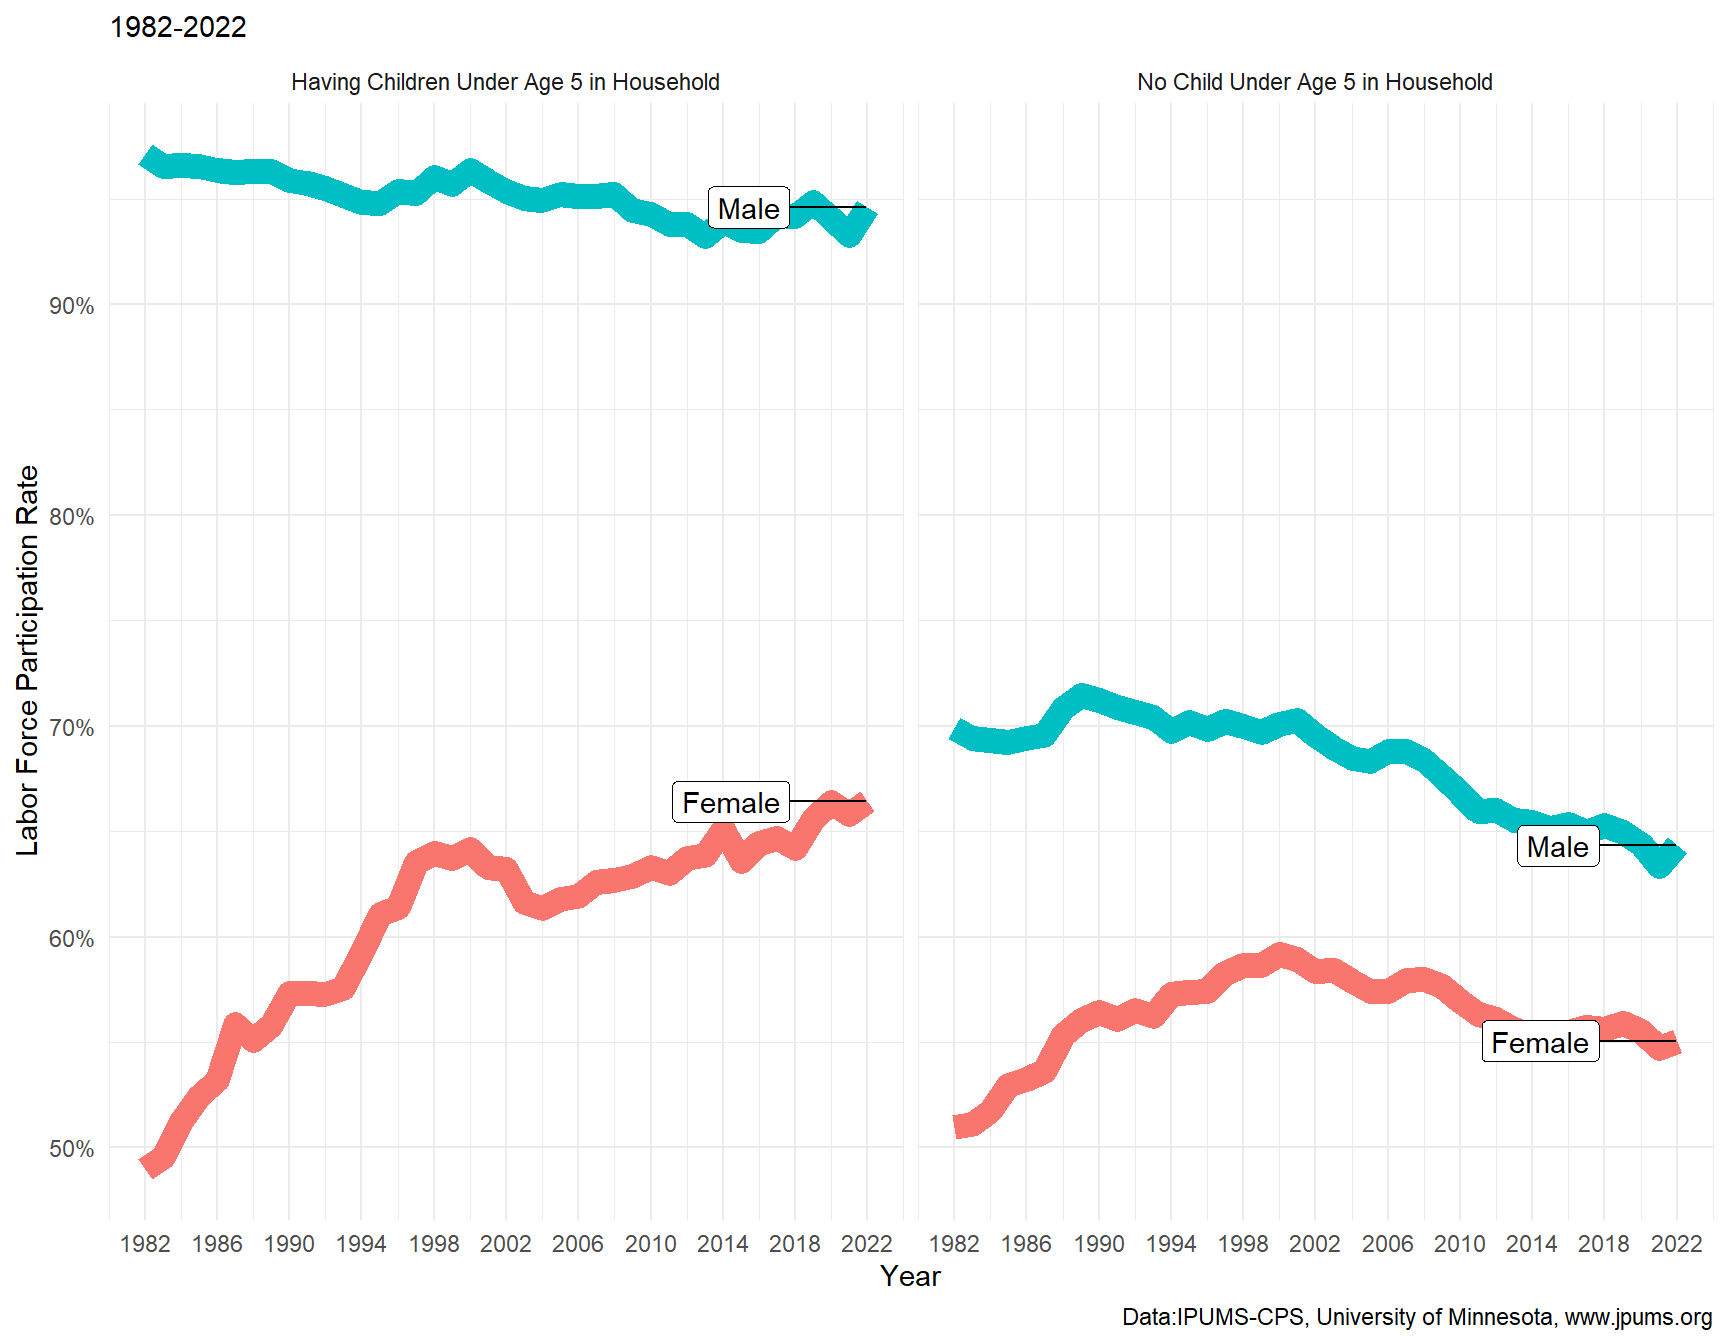 1982-2022
Having Children Under Age 5 in Household
No Child Under Age 5 in Household
Labor Force Participation Rate
90%
80%
70%
60%
50%
Male
Female
Male
Female
1982 1986 1990 1994 1998 2002 2006 2010 2014 2018 2022
1982 1986 1990 1994 1998 2002 2006 2010 2014 2018 2022
Year
Data:IPUMS-CPS, University of Minnesota, www.jpums.org